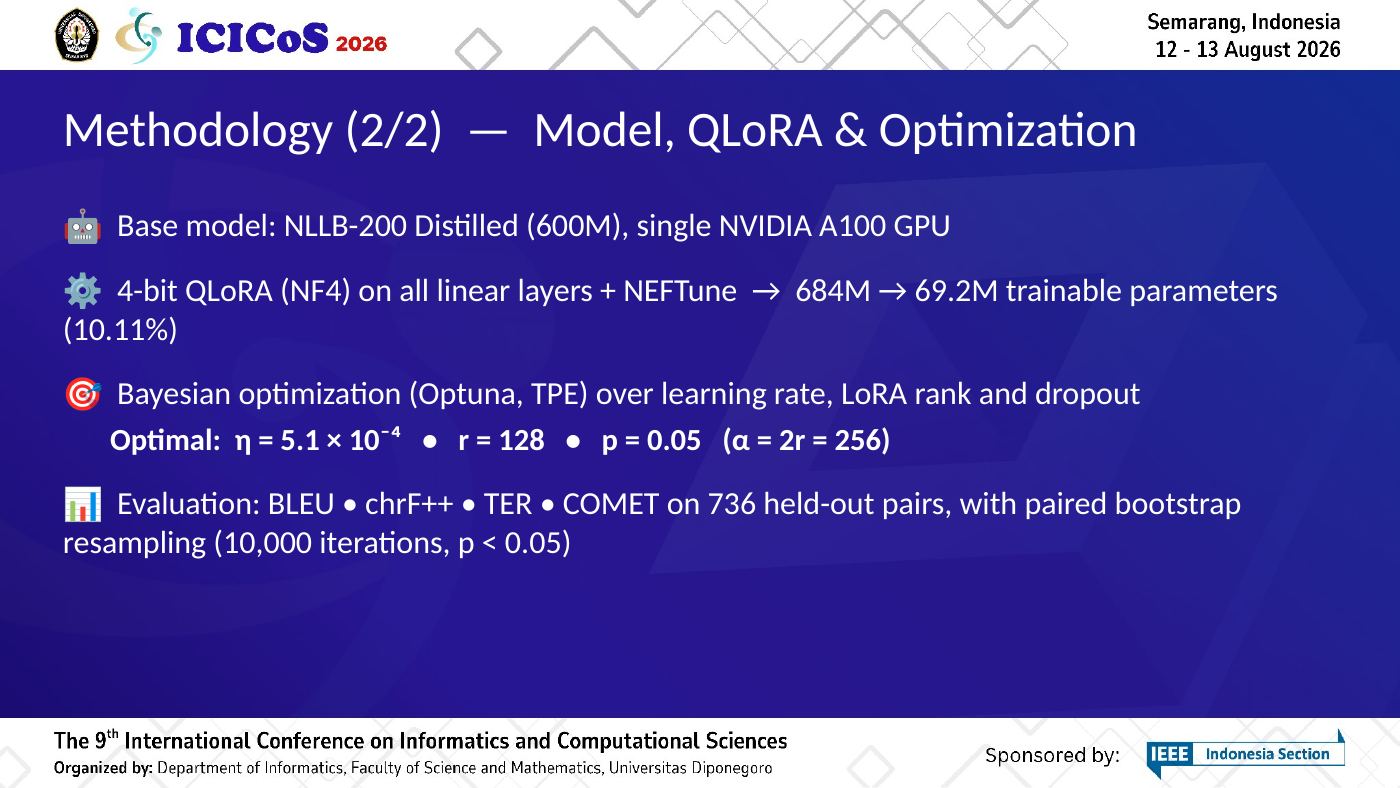 ICICoS 2026
Semarang, Indonesia
12 - 13 August 2026
Methodology (2/2) — Model, QLoRA & Optimization
🤖 Base model: NLLB-200 Distilled (600M), single NVIDIA A100 GPU
⚙️ 4-bit QLoRA (NF4) on all linear layers + NEFTune → 684M → 69.2M trainable parameters
(10.11%)
🎯 Bayesian optimization (Optuna, TPE) over learning rate, LoRA rank and dropout
Optimal: η = 5.1 × 10⁻⁴ ● r = 128 ● p = 0.05 (α = 2r = 256)
📊 Evaluation: BLEU • chrF++ • TER • COMET on 736 held-out pairs, with paired bootstrap
resampling (10,000 iterations, p < 0.05)
The 9th International Conference on Informatics and Computational Sciences
Organized by: Department of Informatics, Faculty of Science and Mathematics, Universitas Diponegoro
Sponsored by:
IEEE Indonesia Section